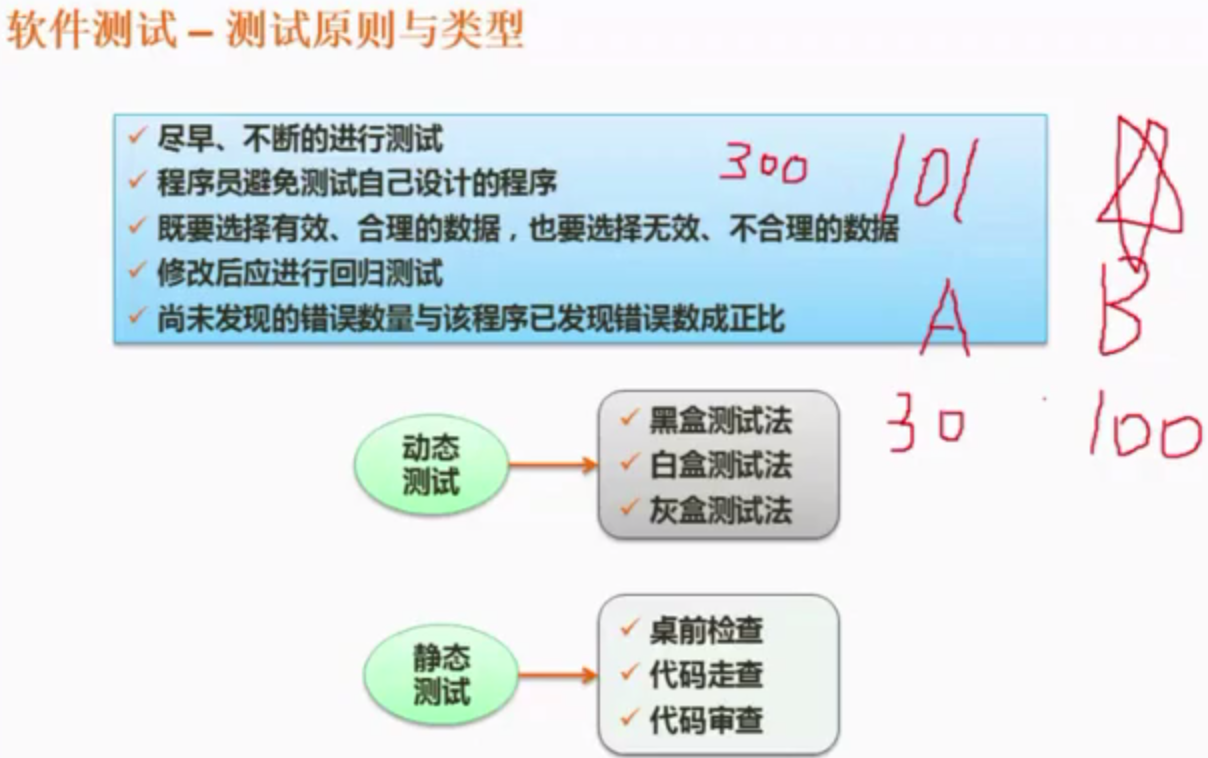 软件测试 – 测试原则与类型
✓ 尽早、不断的进行测试
✓ 程序员避免测试自己设计的程序
✓ 既要选择有效、合理的数据，也要选择无效、不合理的数据
✓ 修改后应进行回归测试
✓ 尚未发现的错误数量与该程序已发现错误数成正比
300 101
A B
30 100
动态
测试
✓ 黑盒测试法
✓ 白盒测试法
✓ 灰盒测试法
静态
测试
✓ 桌前检查
✓ 代码走查
✓ 代码审查